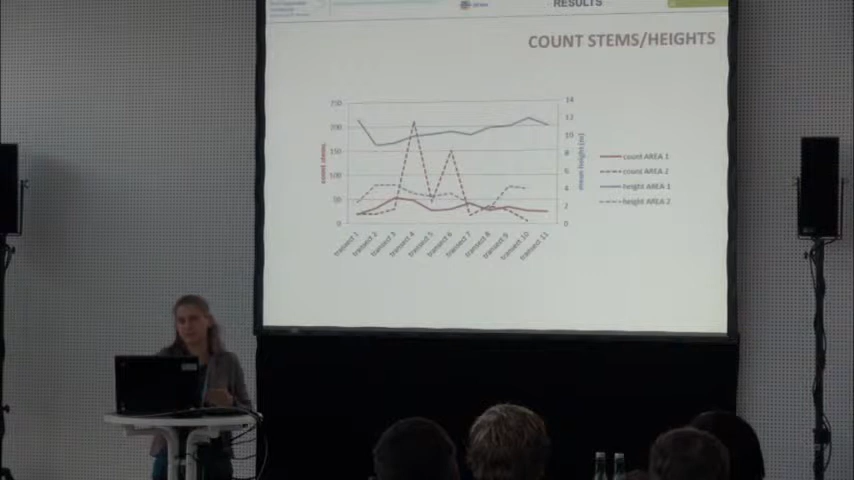 RESULTS
COUNT STEMS/HEIGHTS
250
200
150
100
50
0
count stems
14
12
10
8
6
4
2
0
mean height (m)
transect 1
transect 2
transect 3
transect 4
transect 5
transect 6
transect 7
transect 8
transect 9
transect 10
transect 11
count AREA 1
count AREA 2
height AREA 1
height AREA 2